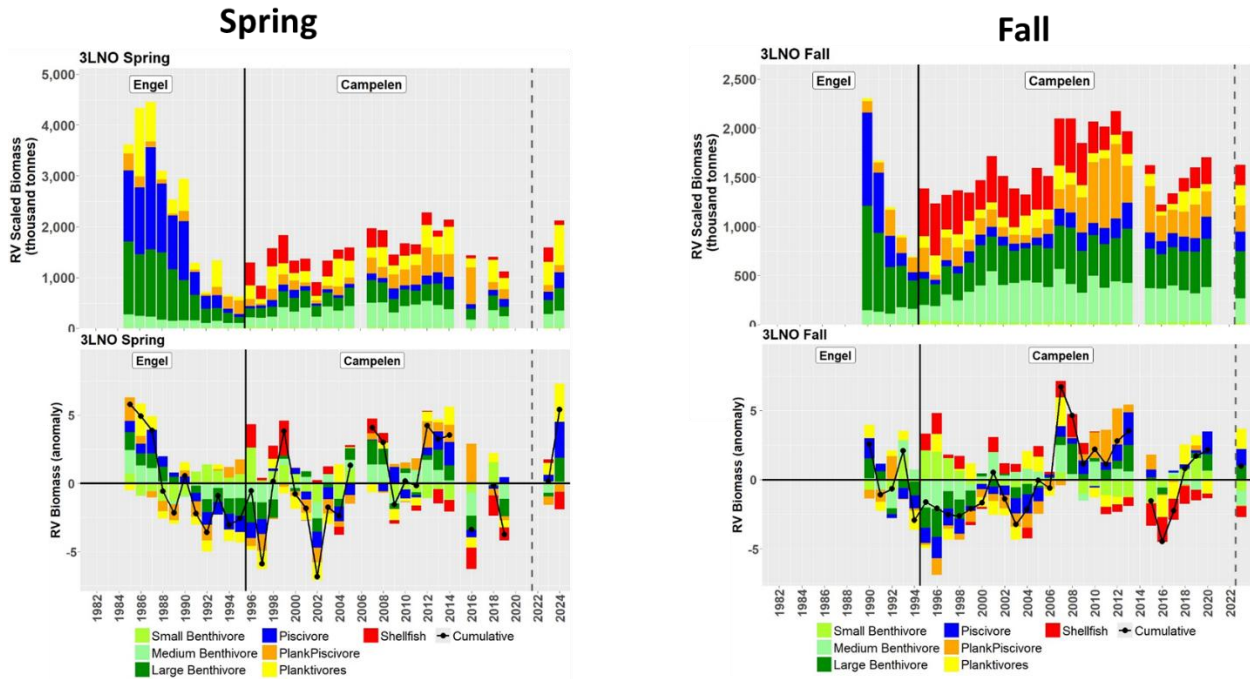 Spring
3LNO Spring
Engel
Campelen
RV Scaled Biomass
(thousand tonnes)
5,000
4,000
3,000
2,000
1,000
0
3LNO Spring
Engel
Campelen
RV Biomass (anomaly)
5
0
-5
1982
1984
1986
1988
1990
1992
1994
1996
1998
2000
2002
2004
2006
2008
2010
2012
2014
2016
2018
2020
2022
2024
Small Benthivore
Piscivore
Shellfish
Cumulative
Medium Benthivore
PlankPiscivore
Large Benthivore
Planktivores
Fall
3LNO Fall
Engel
Campelen
RV Scaled Biomass
(thousand tonnes)
2,500
2,000
1,500
1,000
500
0
3LNO Fall
Engel
Campelen
RV Biomass (anomaly)
5
0
-5
1982
1984
1986
1988
1990
1992
1994
1996
1998
2000
2002
2004
2006
2008
2010
2012
2014
2016
2018
2020
2022
Small Benthivore
Piscivore
Shellfish
Cumulative
Medium Benthivore
PlankPiscivore
Large Benthivore
Planktivores